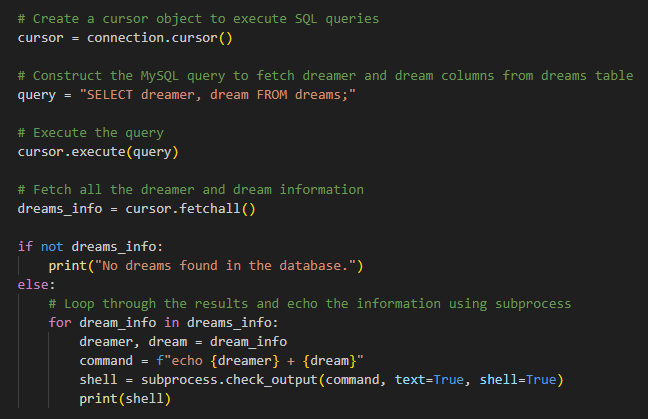 # Create a cursor object to execute SQL queries
cursor = connection.cursor()
# Construct the MySQL query to fetch dreamer and dream columns from dreams table
query = "SELECT dreamer, dream FROM dreams;"
# Execute the query
cursor.execute(query)
# Fetch all the dreamer and dream information
dreams_info = cursor.fetchall()
if not dreams_info:
    print("No dreams found in the database.")
else:
    # Loop through the results and echo the information using subprocess
    for dream_info in dreams_info:
        dreamer, dream = dream_info
        command = f"echo {dreamer} + {dream}"
        shell = subprocess.check_output(command, text=True, shell=True)
        print(shell)